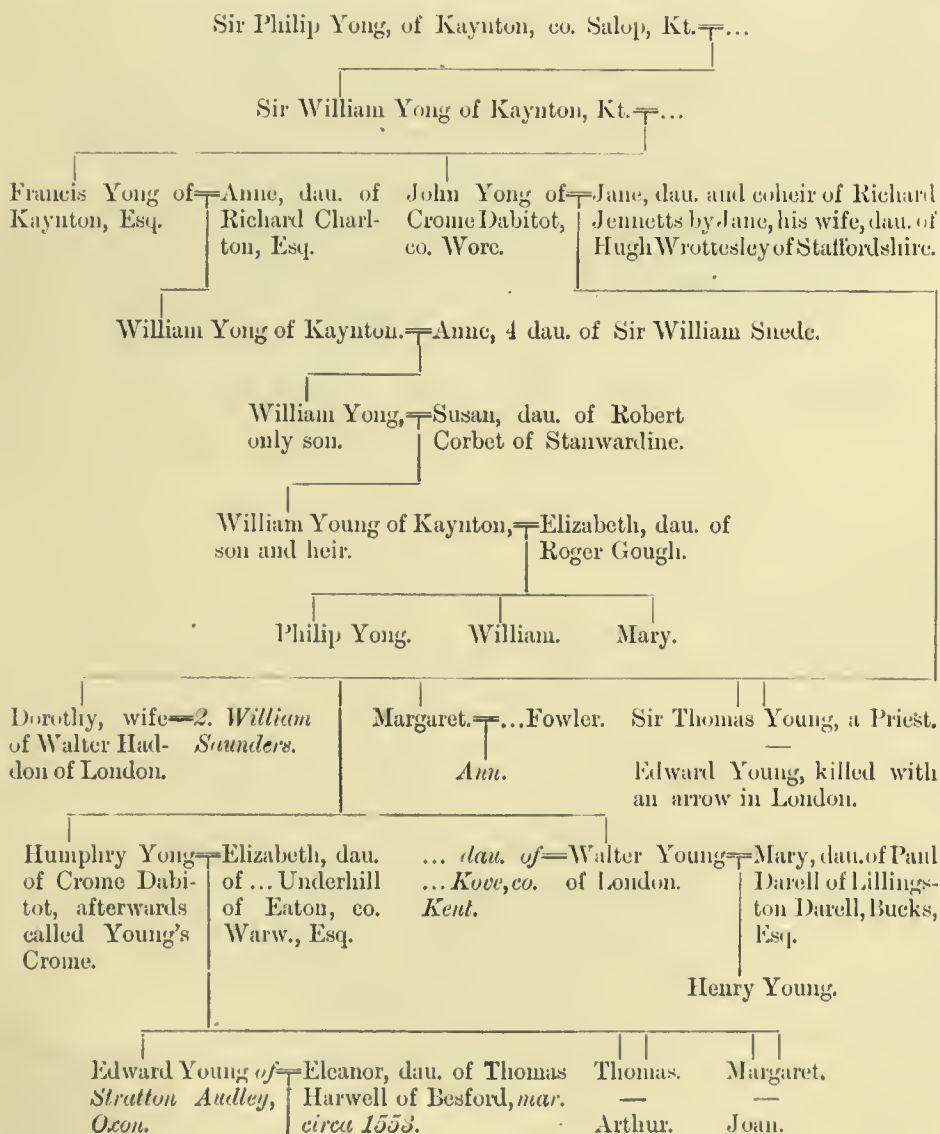 Sir Philip Yong, of Kaynton, co. Salop, Kt.=...
Sir William Yong of Kaynton, Kt.=...
Francis Yong of
Kaynton, Esq.
=Anne, dau. of
Richard Charl-
ton, Esq.
John Yong of
Crome Dabitot,
co. Worc.
=Jane, dau. and coheir of Richard
Jennetts by Jane, his wife, dau. of
Hugh Wrottesley of Staffordshire.
William Yong of Kaynton.=Anne, 4 dau. of Sir William Snede.
William Yong,
only son.
=Susan, dau. of Robert
Corbet of Stanwardine.
William Young of Kaynton,
son and heir.
=Elizabeth, dau. of
Roger Gough.
Philip Yong. William. Mary.
Dorothy, wife
of Walter Had-
don of London.
=2. William
Saunders.
Margaret.=...Fowler.
Ann.
Sir Thomas Young, a Priest.
—
Edward Young, killed with
an arrow in London.
Humphry Yong
of Crome Dabi-
tot, afterwards
called Young's
Crome.
=Elizabeth, dau.
of ... Underhill
of Eaton, co.
Warw., Esq.
... dau. of
... Kove, co.
Kent.
=Walter Young
of London.
=Mary, dau. of Paul
Darell of Lillings-
ton Darell, Bucks,
Esq.
Henry Young.
Edward Young of
Stratton Audley,
Oxon.
=Eleanor, dau. of Thomas
Harwell of Besford, mar.
circa 1558.
Thomas.
—
Arthur.
Margaret.
—
Joan.